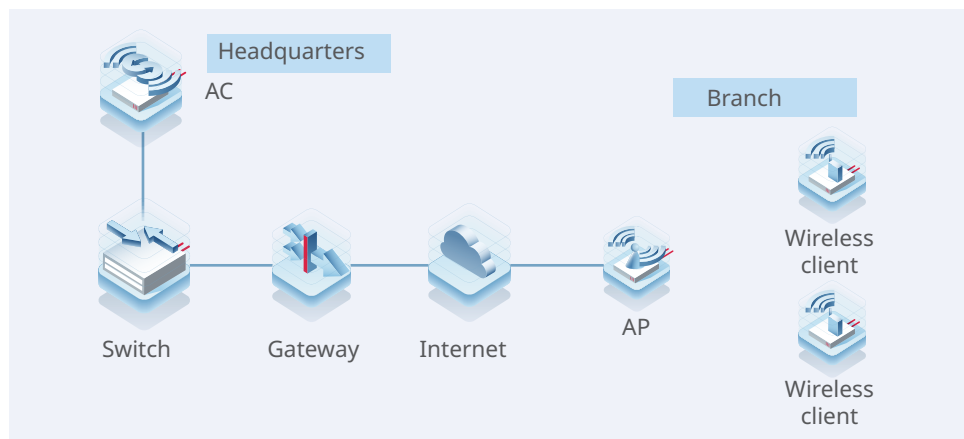 Headquarters
AC
Branch
Wireless
client
Switch
Gateway
Internet
AP
Wireless
client